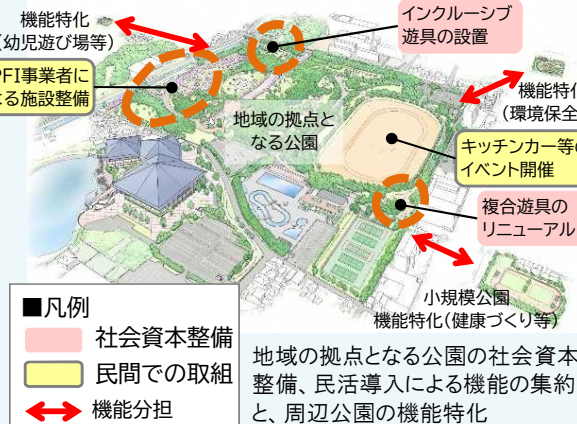 機能特化
(幼児遊び場等)
インクルーシブ
遊具の設置
PFI事業者に
よる施設整備
機能特化
(環境保全
地域の拠点と
なる公園
キッチンカー等の
イベント開催
複合遊具の
リニューアル
小規模公園
機能特化(健康づくり等)
■凡例
社会資本整備
民間での取組
機能分担
地域の拠点となる公園の社会資本
整備、民活導入による機能の集約
と、周辺公園の機能特化